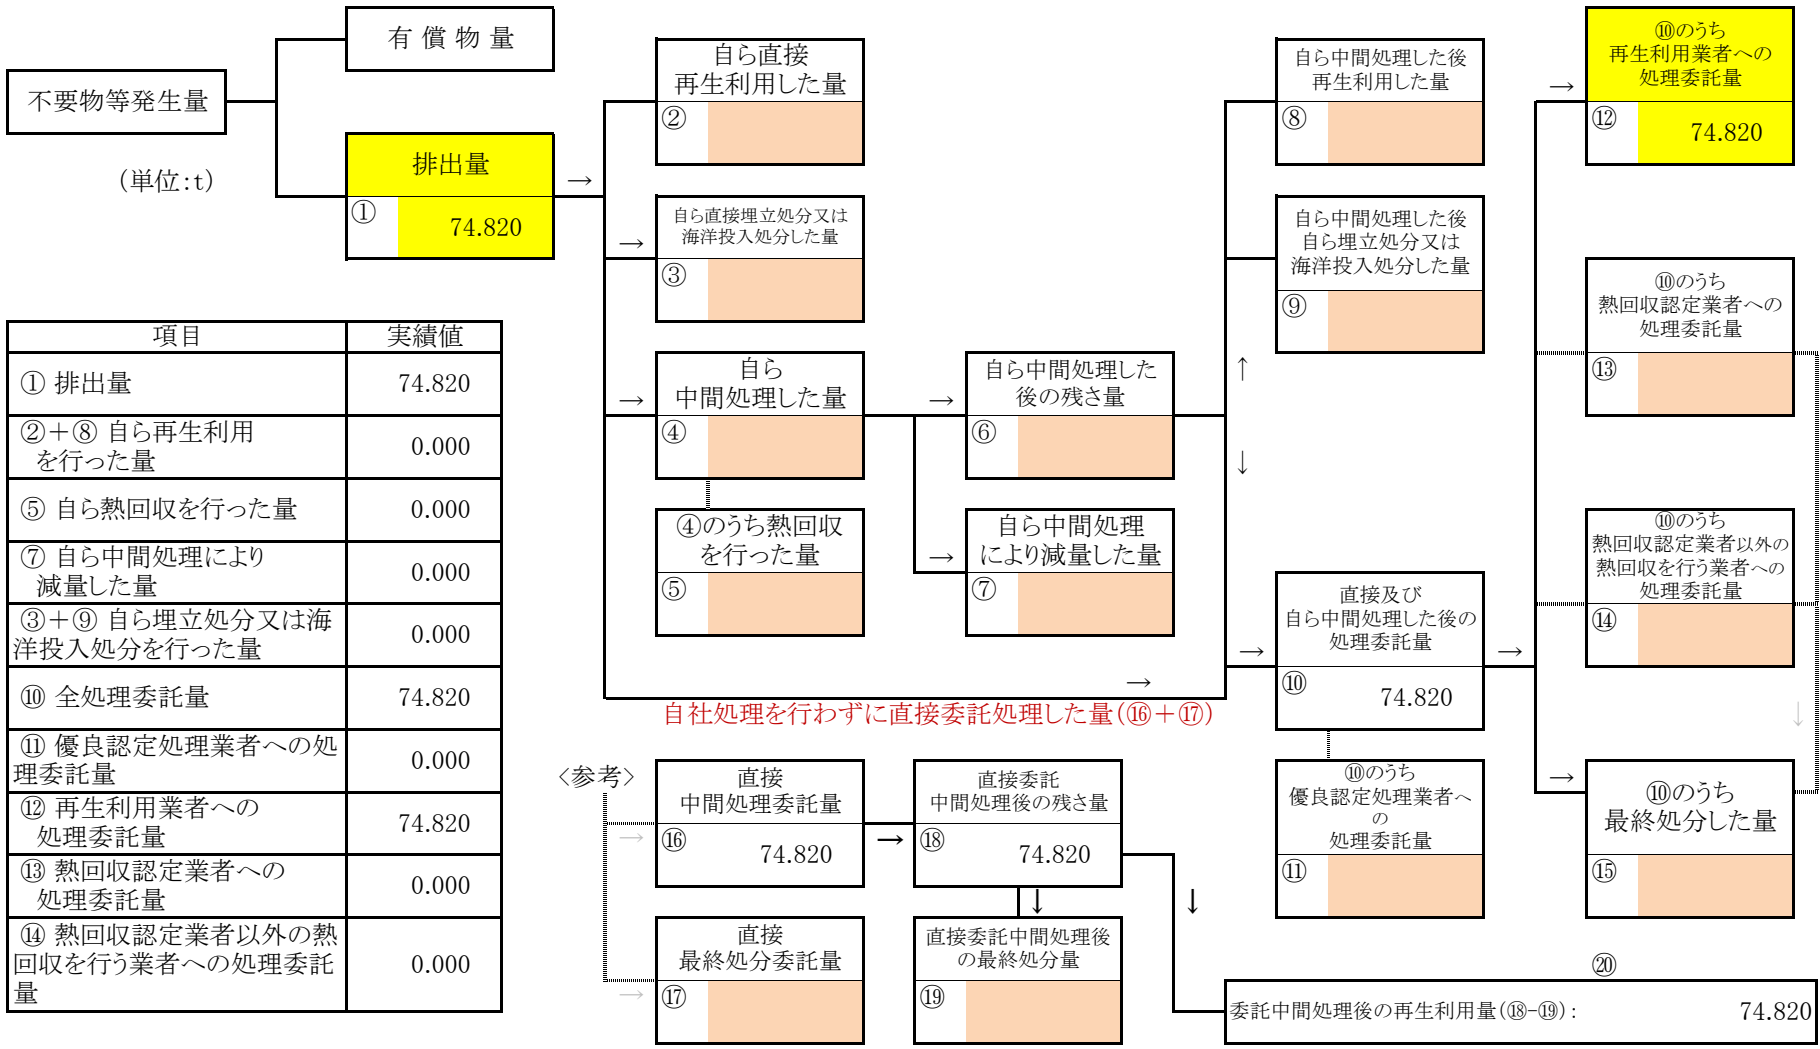 有償物量
不要物等発生量
(単位:t)
排出量
①
74.820
→
自ら直接
再生利用した量
②
→
自ら直接埋立処分又は
海洋投入処分した量
③
→
自ら
中間処理した量
④
④のうち熱回収
を行った量
⑤
→
自ら中間処理した
後の残さ量
⑥
→
自ら中間処理
により減量した量
⑦
自ら中間処理した後
再生利用した量
⑧
自ら中間処理した後
自ら埋立処分又は
海洋投入処分した量
⑨
↑
↓
→
自社処理を行わずに直接委託処理した量(⑯+⑰)
→
直接及び
自ら中間処理した後の
処理委託量
⑩
74.820
→
⑩のうち
優良認定処理業者へ
の
処理委託量
⑪
→
⑩のうち
再生利用業者への
処理委託量
⑫
74.820
⑩のうち
熱回収認定業者への
処理委託量
⑬
⑩のうち
熱回収認定業者以外の
熱回収を行う業者への
処理委託量
⑭
↓
→
⑩のうち
最終処分した量
⑮
項目 実績値
① 排出量 74.820
②+⑧ 自ら再生利用
を行った量
0.000
⑤ 自ら熱回収を行った量 0.000
⑦ 自ら中間処理により
減量した量
0.000
③+⑨ 自ら埋立処分又は海
洋投入処分を行った量
0.000
⑩ 全処理委託量 74.820
⑪ 優良認定処理業者への処
理委託量
0.000
⑫ 再生利用業者への
処理委託量
74.820
⑬ 熱回収認定業者への
処理委託量
0.000
⑭ 熱回収認定業者以外の熱
回収を行う業者への処理委託
量
0.000
<参考>
→
直接
中間処理委託量
⑯
74.820
→
直接委託
中間処理後の残さ量
⑱
74.820
→
直接
最終処分委託量
⑰
↓
直接委託中間処理後
の最終処分量
⑲
↓
⑳
委託中間処理後の再生利用量(⑱-⑲): 74.820